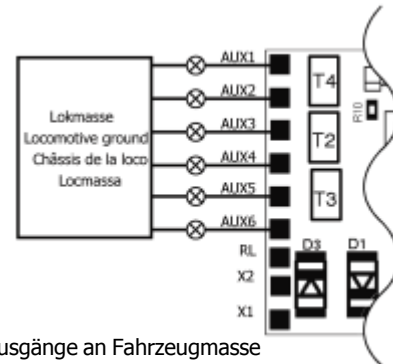 Lokmasse
Locomotive ground
Châssis de la loco
Locmassa
AUX1
AUX2
AUX3
AUX4
AUX5
AUX6
RL
X2
X1
T4
T2
T3
R10
D3
D1
usgänge an Fahrzeugmasse